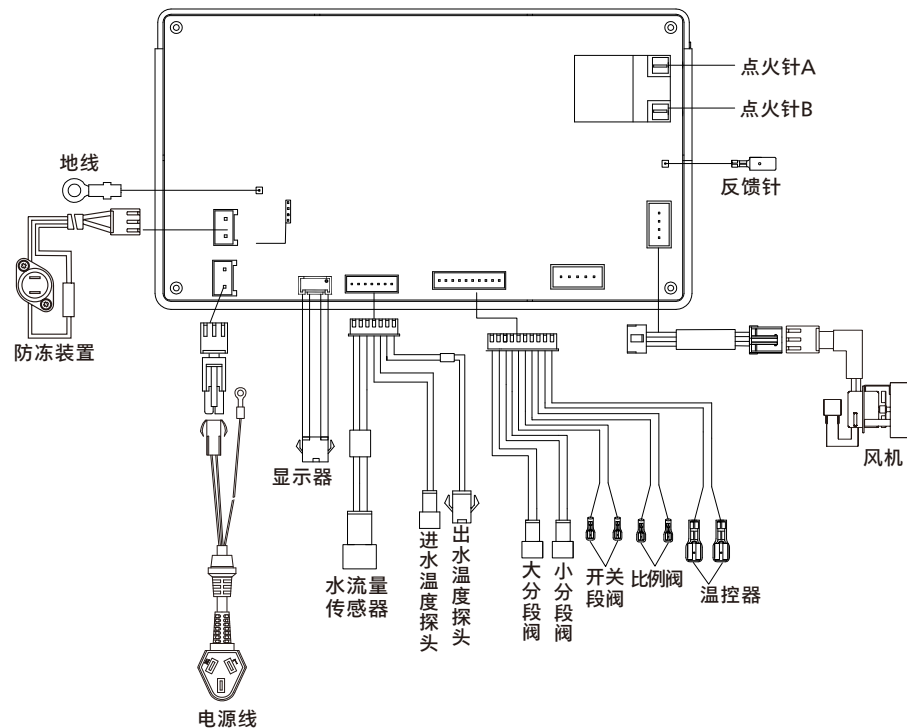 点火针A
点火针B
地线
反馈针
防冻装置
显示器
水流量
传感器
进水温度探头
出水温度探头
大分段阀
小分段阀
开关
段阀
比例阀
温控器
风机
电源线